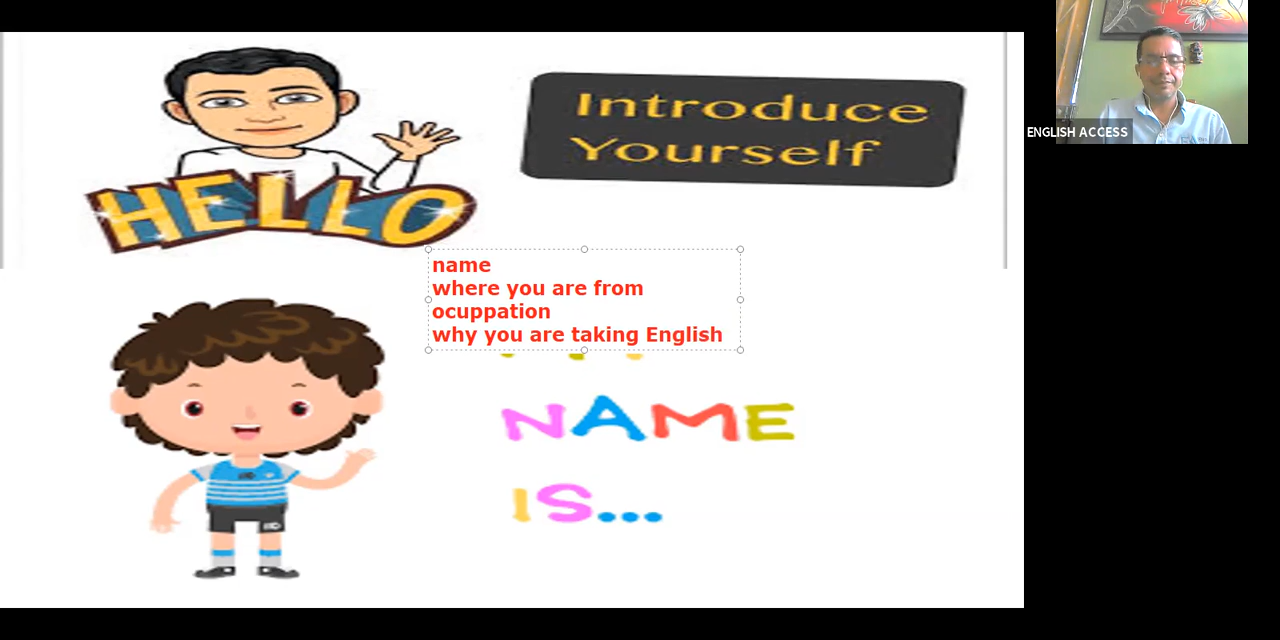 HELLO
Introduce
Yourself
ENGLISH ACCESS
name
where you are from
ocuppation
why you are taking English
NAME
IS...